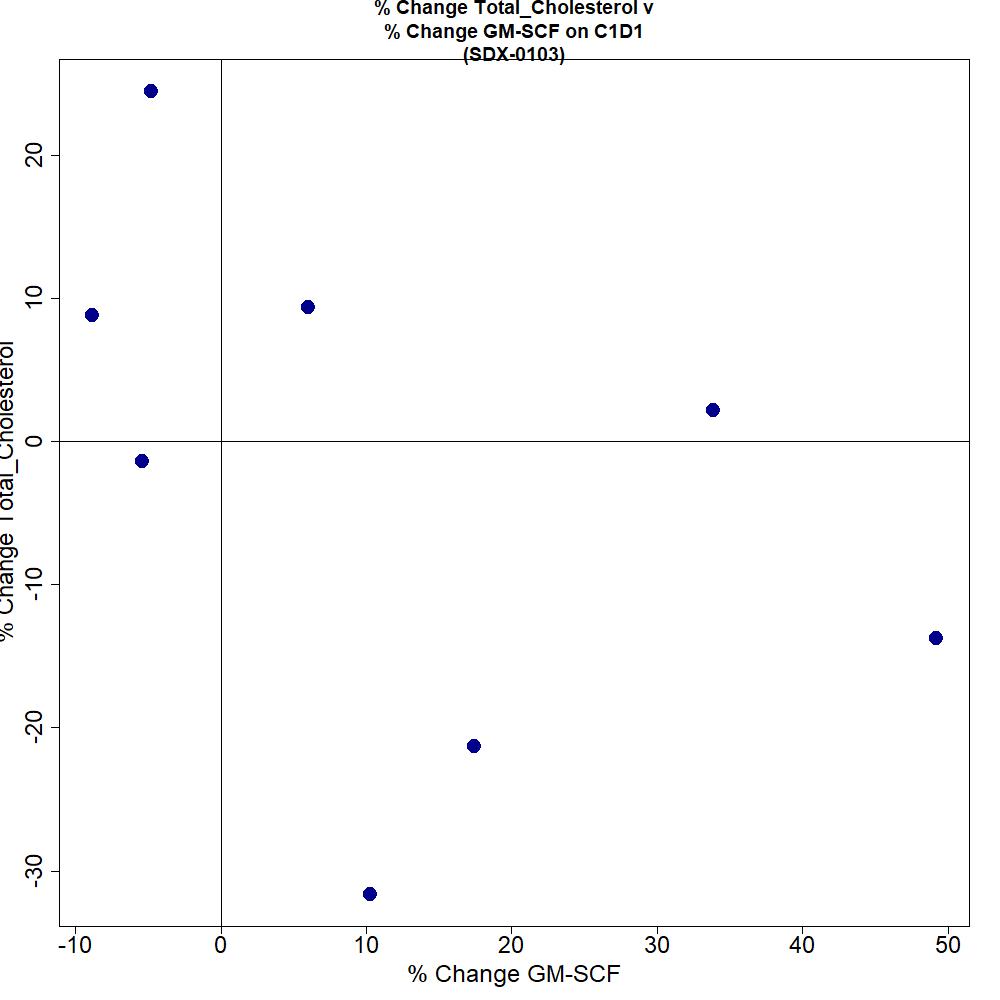 % Change Total_Cholesterol v
% Change GM-SCF on C1D1
(SDX-0103)
% Change Total_Cholesterol
20
10
0
-10
-20
-30
-10 0 10 20 30 40 50
% Change GM-SCF